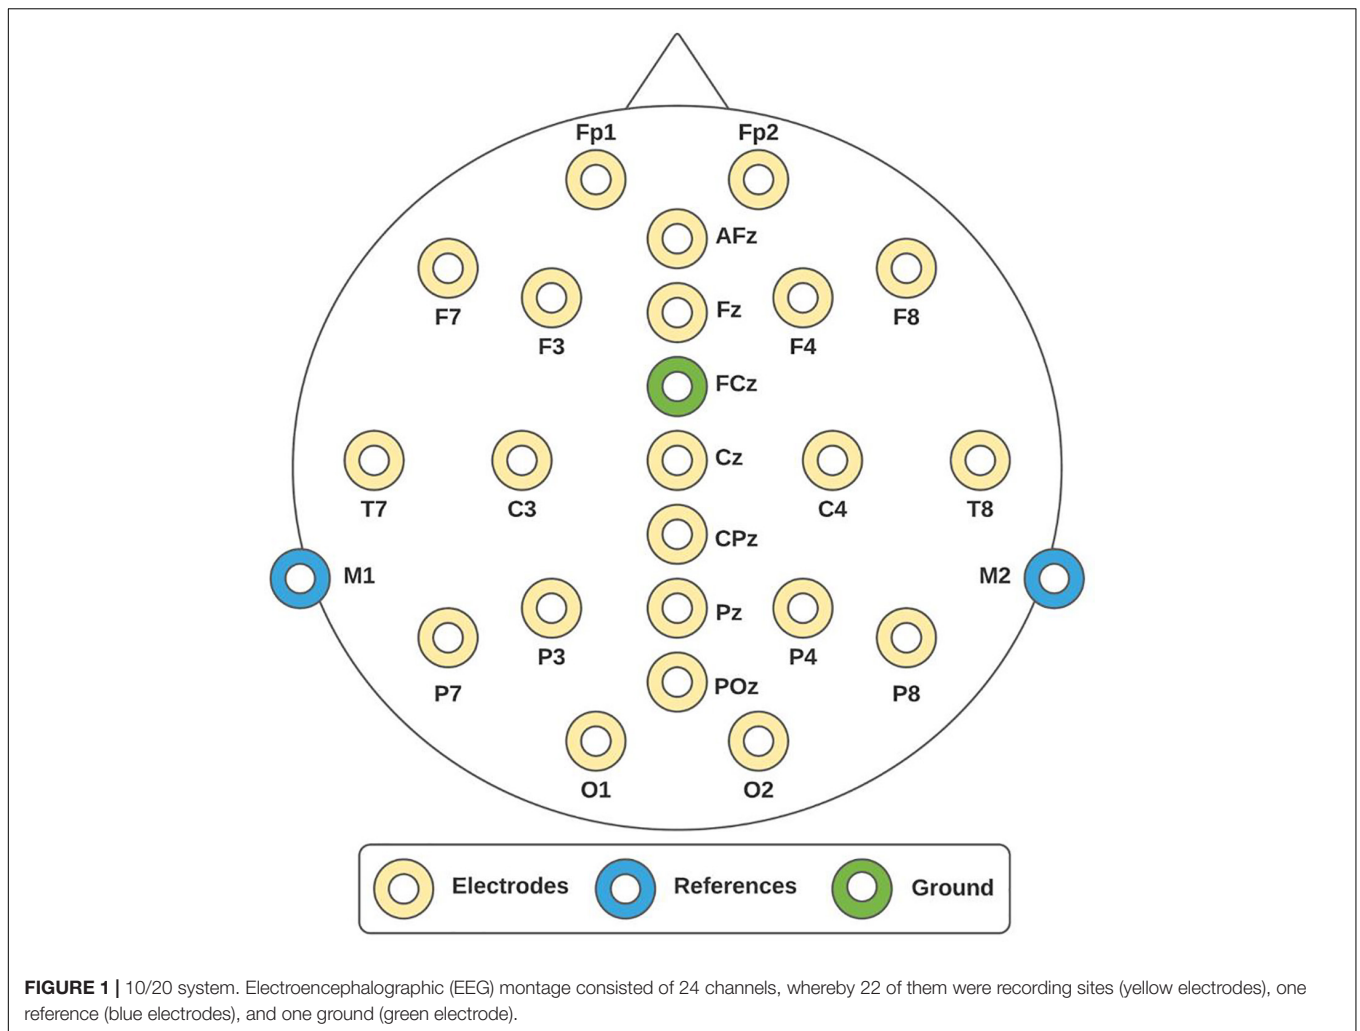 Fp1 Fp2
AFz
Fz
F7 F8
F3 F4
FCz
Cz
T7 C3 C4 T8
CPz
M1 M2
Pz
P3 P4
POz
P7 P8
O1 O2
Electrodes References Ground
FIGURE 1 | 10/20 system. Electroencephalographic (EEG) montage consisted of 24 channels, whereby 22 of them were recording sites (yellow electrodes), one
reference (blue electrodes), and one ground (green electrode).